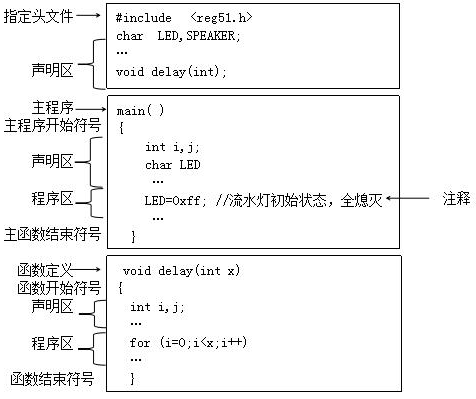 指定头文件 #include <reg51.h>
char LED,SPEAKER;
…
声明区 void delay(int);
主程序 main( )
主程序开始符号 {
int i,j;
声明区 char LED
…
程序区 LED=0xff; //流水灯初始状态，全熄灭 注释
…
主函数结束符号 }
函数定义 void delay(int x)
函数开始符号 {
声明区 int i,j;
…
程序区 for (i=0;i<x;i++)
…
函数结束符号 }